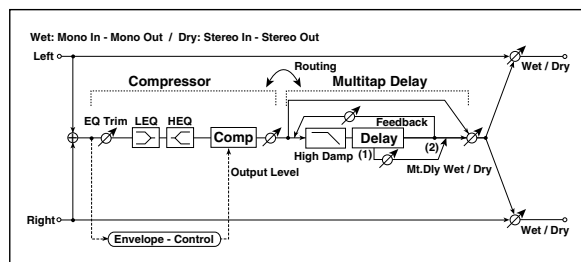 Wet: Mono In - Mono Out / Dry: Stereo In - Stereo Out
Left
Wet / Dry
Routing
Compressor
Multitap Delay
EQ Trim
LEQ
HEQ
Feedback
Comp
Delay
High Damp
(1)
(2)
Output Level
Mt.Dly Wet / Dry
Right
Wet / Dry
Envelope - Control